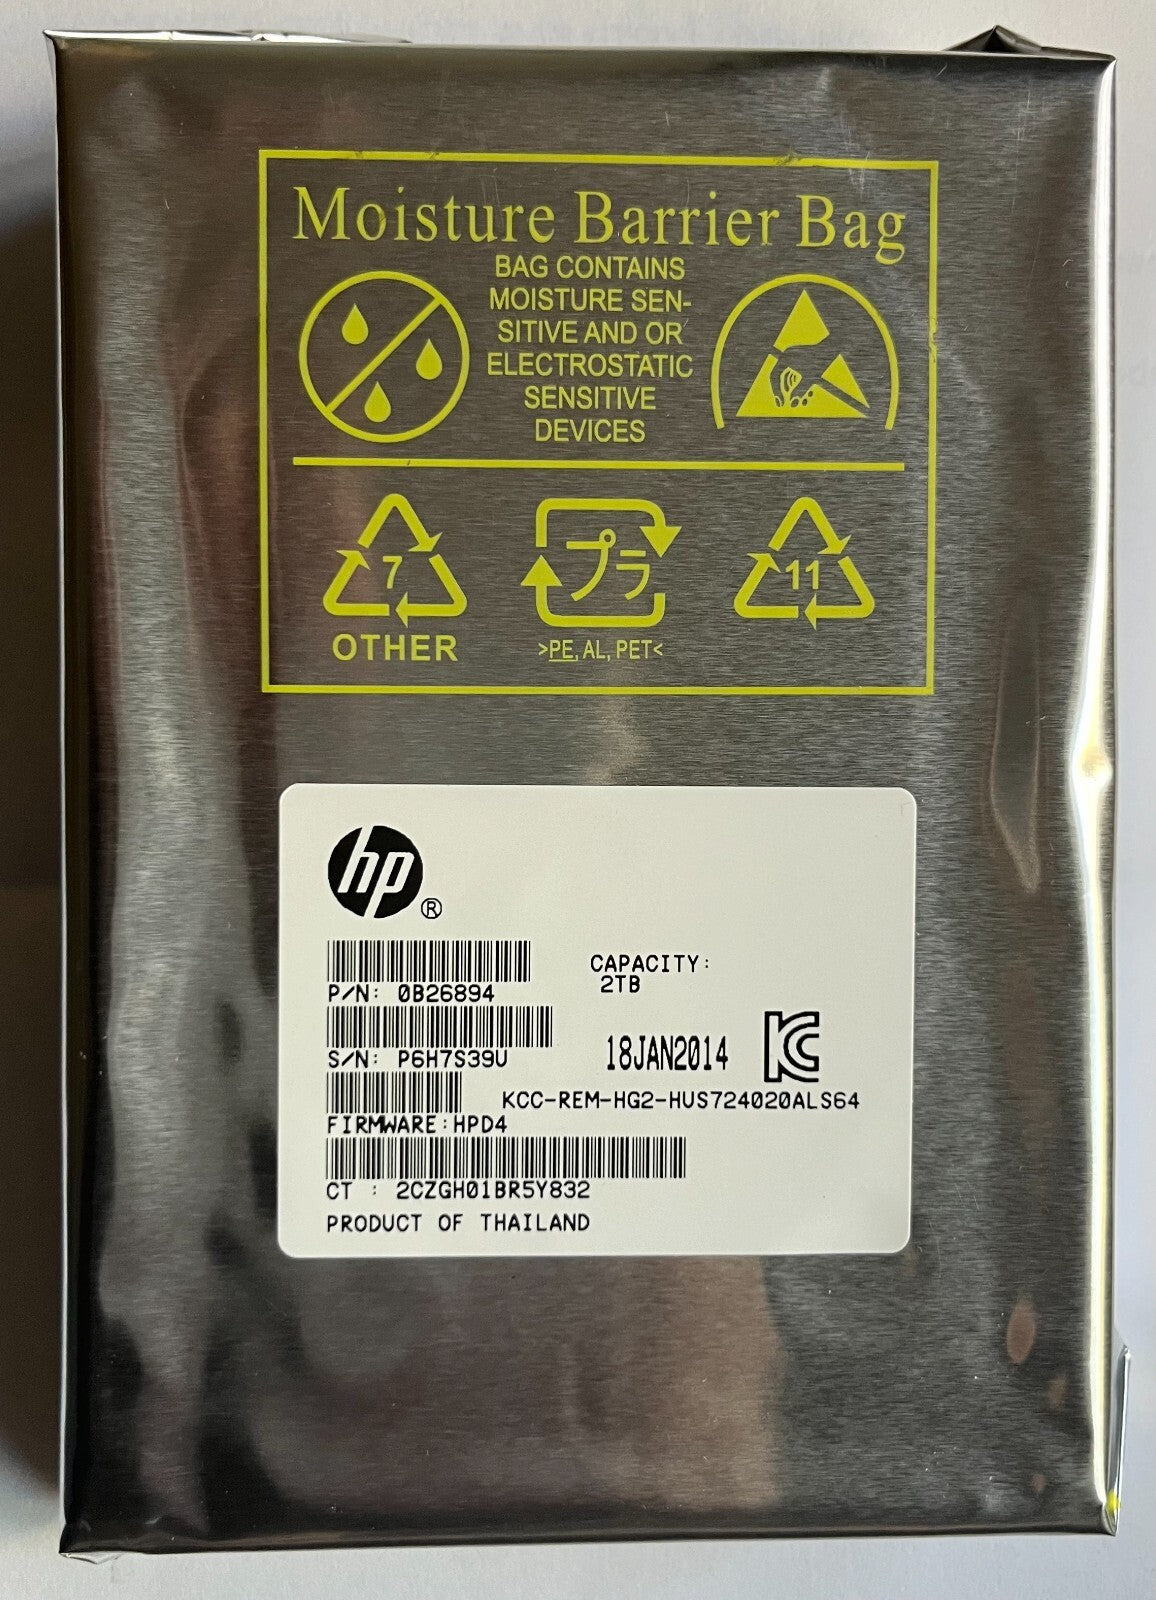 Moisture Barrier Bag
BAG CONTAINS
MOISTURE SEN-
SITIVE AND OR
ELECTROSTATIC
SENSITIVE
DEVICES
7
OTHER
プラ
>PE, AL, PET<
11
hp ®
CAPACITY:
2TB
P/N: 0B26894
S/N: P6H7S39U
18JAN2014
KCC-REM-HG2-HUS724020ALS64
FIRMWARE:HPD4
CT : 2CZGH01BR5Y832
PRODUCT OF THAILAND